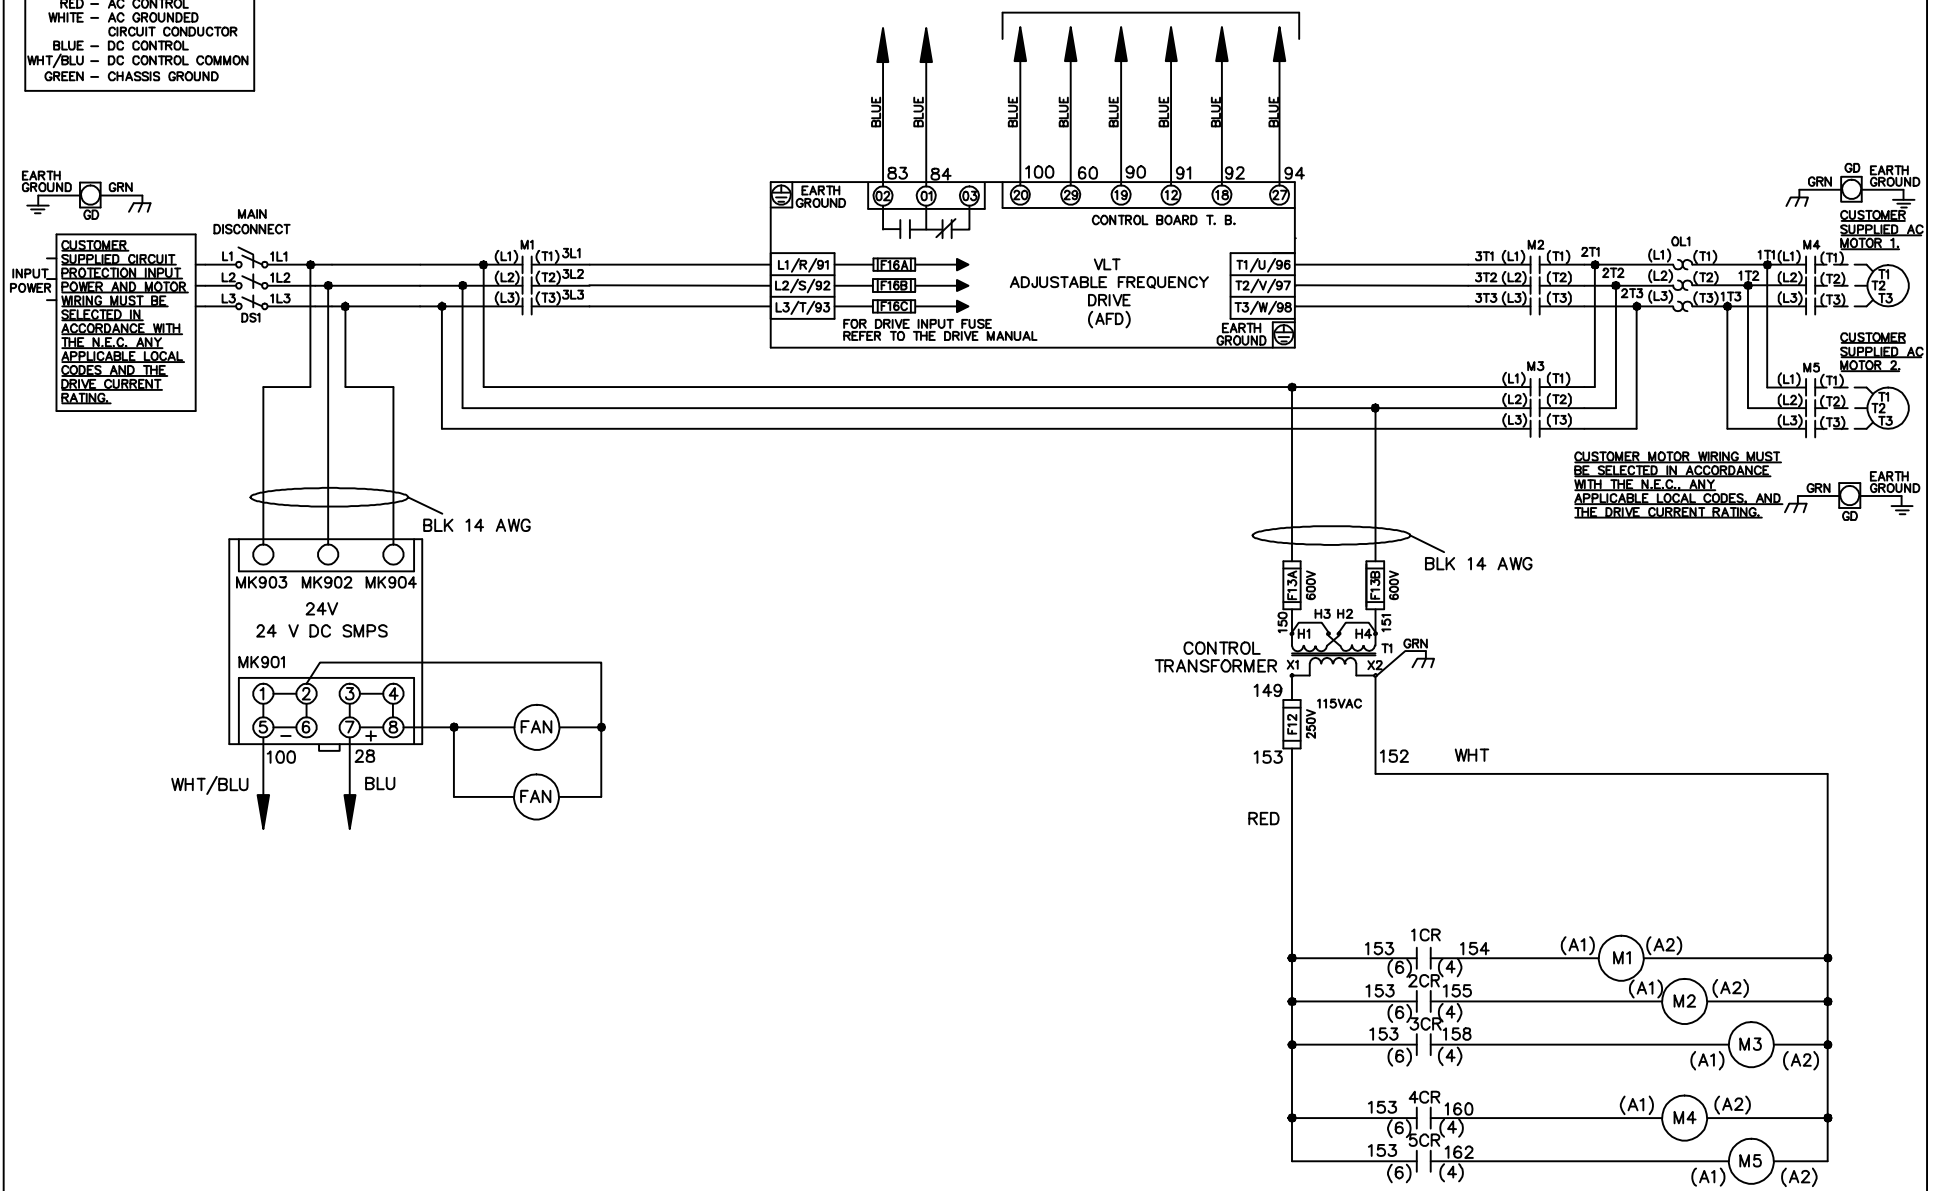 RED – AC CONTROL
WHITE – AC GROUNDED
CIRCUIT CONDUCTOR
BLUE – DC CONTROL
WHT/BLU – DC CONTROL COMMON
GREEN – CHASSIS GROUND
BLUE
BLUE
BLUE
BLUE
BLUE
BLUE
BLUE
BLUE
83
84
100
60
90
91
92
94
02
01
03
20
29
19
12
18
27
EARTH
GROUND
CONTROL BOARD T. B.
EARTH
GROUND
GRN
GD
MAIN
DISCONNECT
INPUT
POWER
CUSTOMER
SUPPLIED CIRCUIT
PROTECTION INPUT
POWER AND MOTOR
WIRING MUST BE
SELECTED IN
ACCORDANCE WITH
THE N.E.C. ANY
APPLICABLE LOCAL
CODES AND THE
DRIVE CURRENT
RATING.
L1 1L1
L2 1L2
L3 1L3
DS1
M1
(L1) (T1) 3L1
(L2) (T2) 3L2
(L3) (T3) 3L3
L1/R/91
L2/S/92
L3/T/93
F16A
F16B
F16C
FOR DRIVE INPUT FUSE
REFER TO THE DRIVE MANUAL
VLT
ADJUSTABLE FREQUENCY
DRIVE
(AFD)
T1/U/96
T2/V/97
T3/W/98
EARTH
GROUND
3T1 (L1) M2 (T1) 2T1
3T2 (L2) (T2) 2T2
3T3 (L3) (T3) 2T3
OL1
(L1) (T1) 1T1
(L2) (T2) 1T2
(L3) (T3) 1T3
M4
(L1) (T1)
(L2) (T2)
(L3) (T3)
T1
T2
T3
GRN
GD
EARTH
GROUND
CUSTOMER
SUPPLIED AC
MOTOR 1.
CUSTOMER
SUPPLIED AC
MOTOR 2.
M3
(L1) (T1)
(L2) (T2)
(L3) (T3)
M5
(L1) (T1)
(L2) (T2)
(L3) (T3)
T1
T2
T3
CUSTOMER MOTOR WIRING MUST
BE SELECTED IN ACCORDANCE
WITH THE N.E.C., ANY
APPLICABLE LOCAL CODES, AND
THE DRIVE CURRENT RATING.
GRN
GD
EARTH
GROUND
BLK 14 AWG
MK903 MK902 MK904
24V
24 V DC SMPS
MK901
1 2 3 4
5 – 6 7 + 8
100
28
WHT/BLU
BLU
FAN
FAN
BLK 14 AWG
F13A
600V
F13B
600V
150
151
H3 H2
H1
H4
T1
GRN
CONTROL
TRANSFORMER
X1
X2
149
115VAC
F12
250V
153
152
WHT
RED
1CR
153 154
(6) (4)
(A1) M1 (A2)
2CR
153 155
(6) (4)
(A1) M2 (A2)
3CR
153 158
(6) (4)
(A1) M3 (A2)
4CR
153 160
(6) (4)
(A1) M4 (A2)
5CR
153 162
(6) (4)
(A1) M5 (A2)